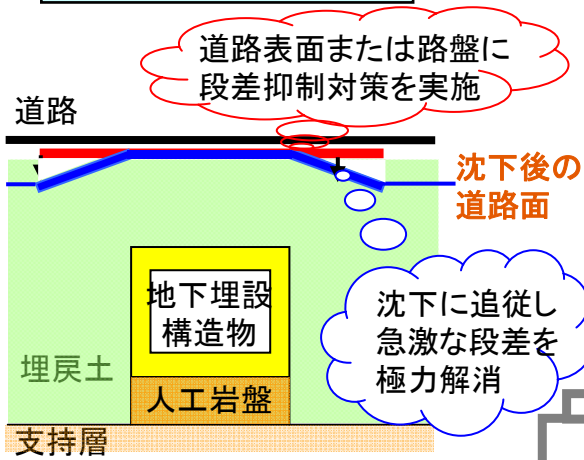 道路表面または路盤に
段差抑制対策を実施
道路
沈下後の
道路面
地下埋設
構造物
沈下に追従し
急激な段差を
極力解消
埋戻土
人工岩盤
支持層